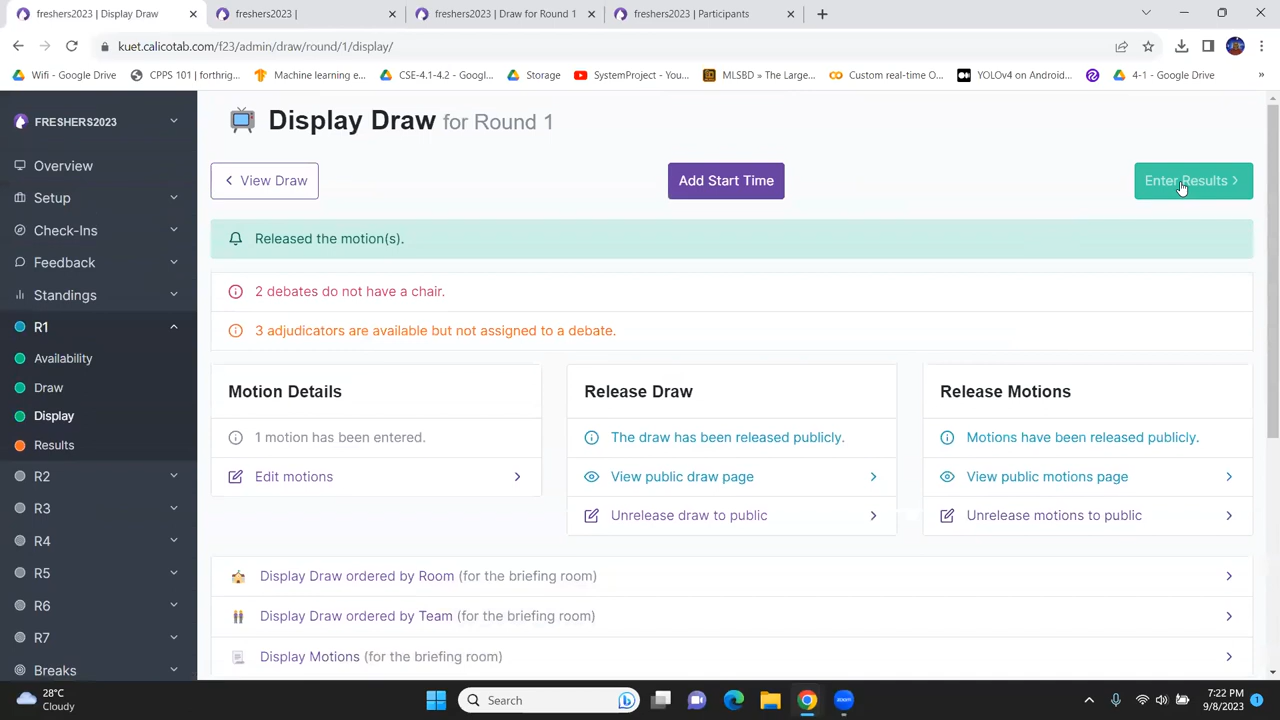 freshers2023 | Display Draw
freshers2023 |
freshers2023 | Draw for Round 1
freshers2023 | Participants
kuet.calicotab.com/f23/admin/draw/round/1/display/
Wifi - Google Drive
CPPS 101 | forthrig...
Machine learning e...
CSE-4.1-4.2 - Googl...
Storage
SystemProject - You...
MLSBD » The Large...
Custom real-time O...
YOLOv4 on Android...
4-1 - Google Drive
»
FRESHERS2023
Overview
Setup
Check-Ins
Feedback
Standings
R1
Availability
Draw
Display
Results
R2
R3
R4
R5
R6
R7
Breaks
Display Draw for Round 1
View Draw
Add Start Time
Enter Results
Released the motion(s).
2 debates do not have a chair.
3 adjudicators are available but not assigned to a debate.
Motion Details
1 motion has been entered.
Edit motions
Release Draw
The draw has been released publicly.
View public draw page
Unrelease draw to public
Release Motions
Motions have been released publicly.
View public motions page
Unrelease motions to public
Display Draw ordered by Room (for the briefing room)
Display Draw ordered by Team (for the briefing room)
Display Motions (for the briefing room)
28°C
Cloudy
Search
zoom
7:22 PM
9/8/2023
1